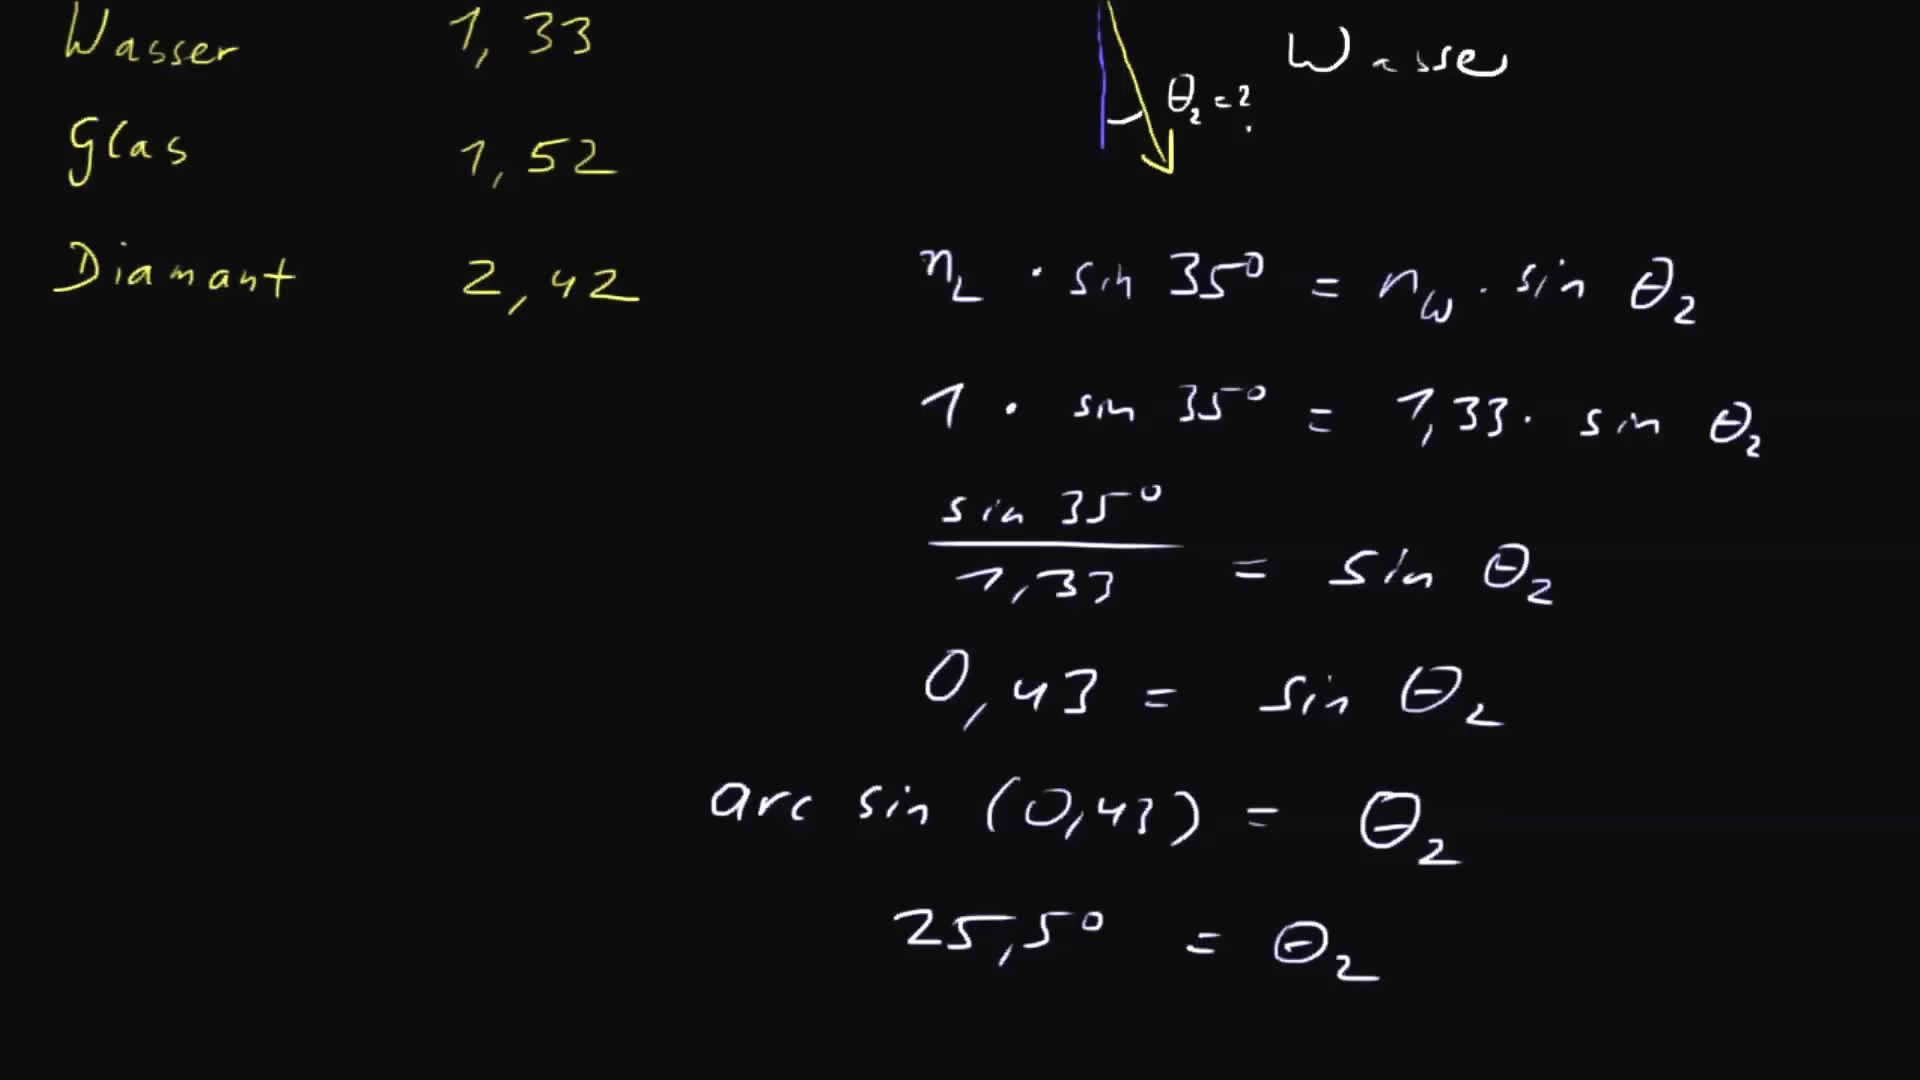 Wasser 1,33
Glas 1,52
Diamant 2,42
Wasser
θ₂ = ?
n_L · sin 35° = n_W · sin θ₂
1 · sin 35° = 1,33 · sin θ₂
sin 35°
1,33
= sin θ₂
0,43 = sin θ₂
arc sin (0,43) = θ₂
25,5° = θ₂